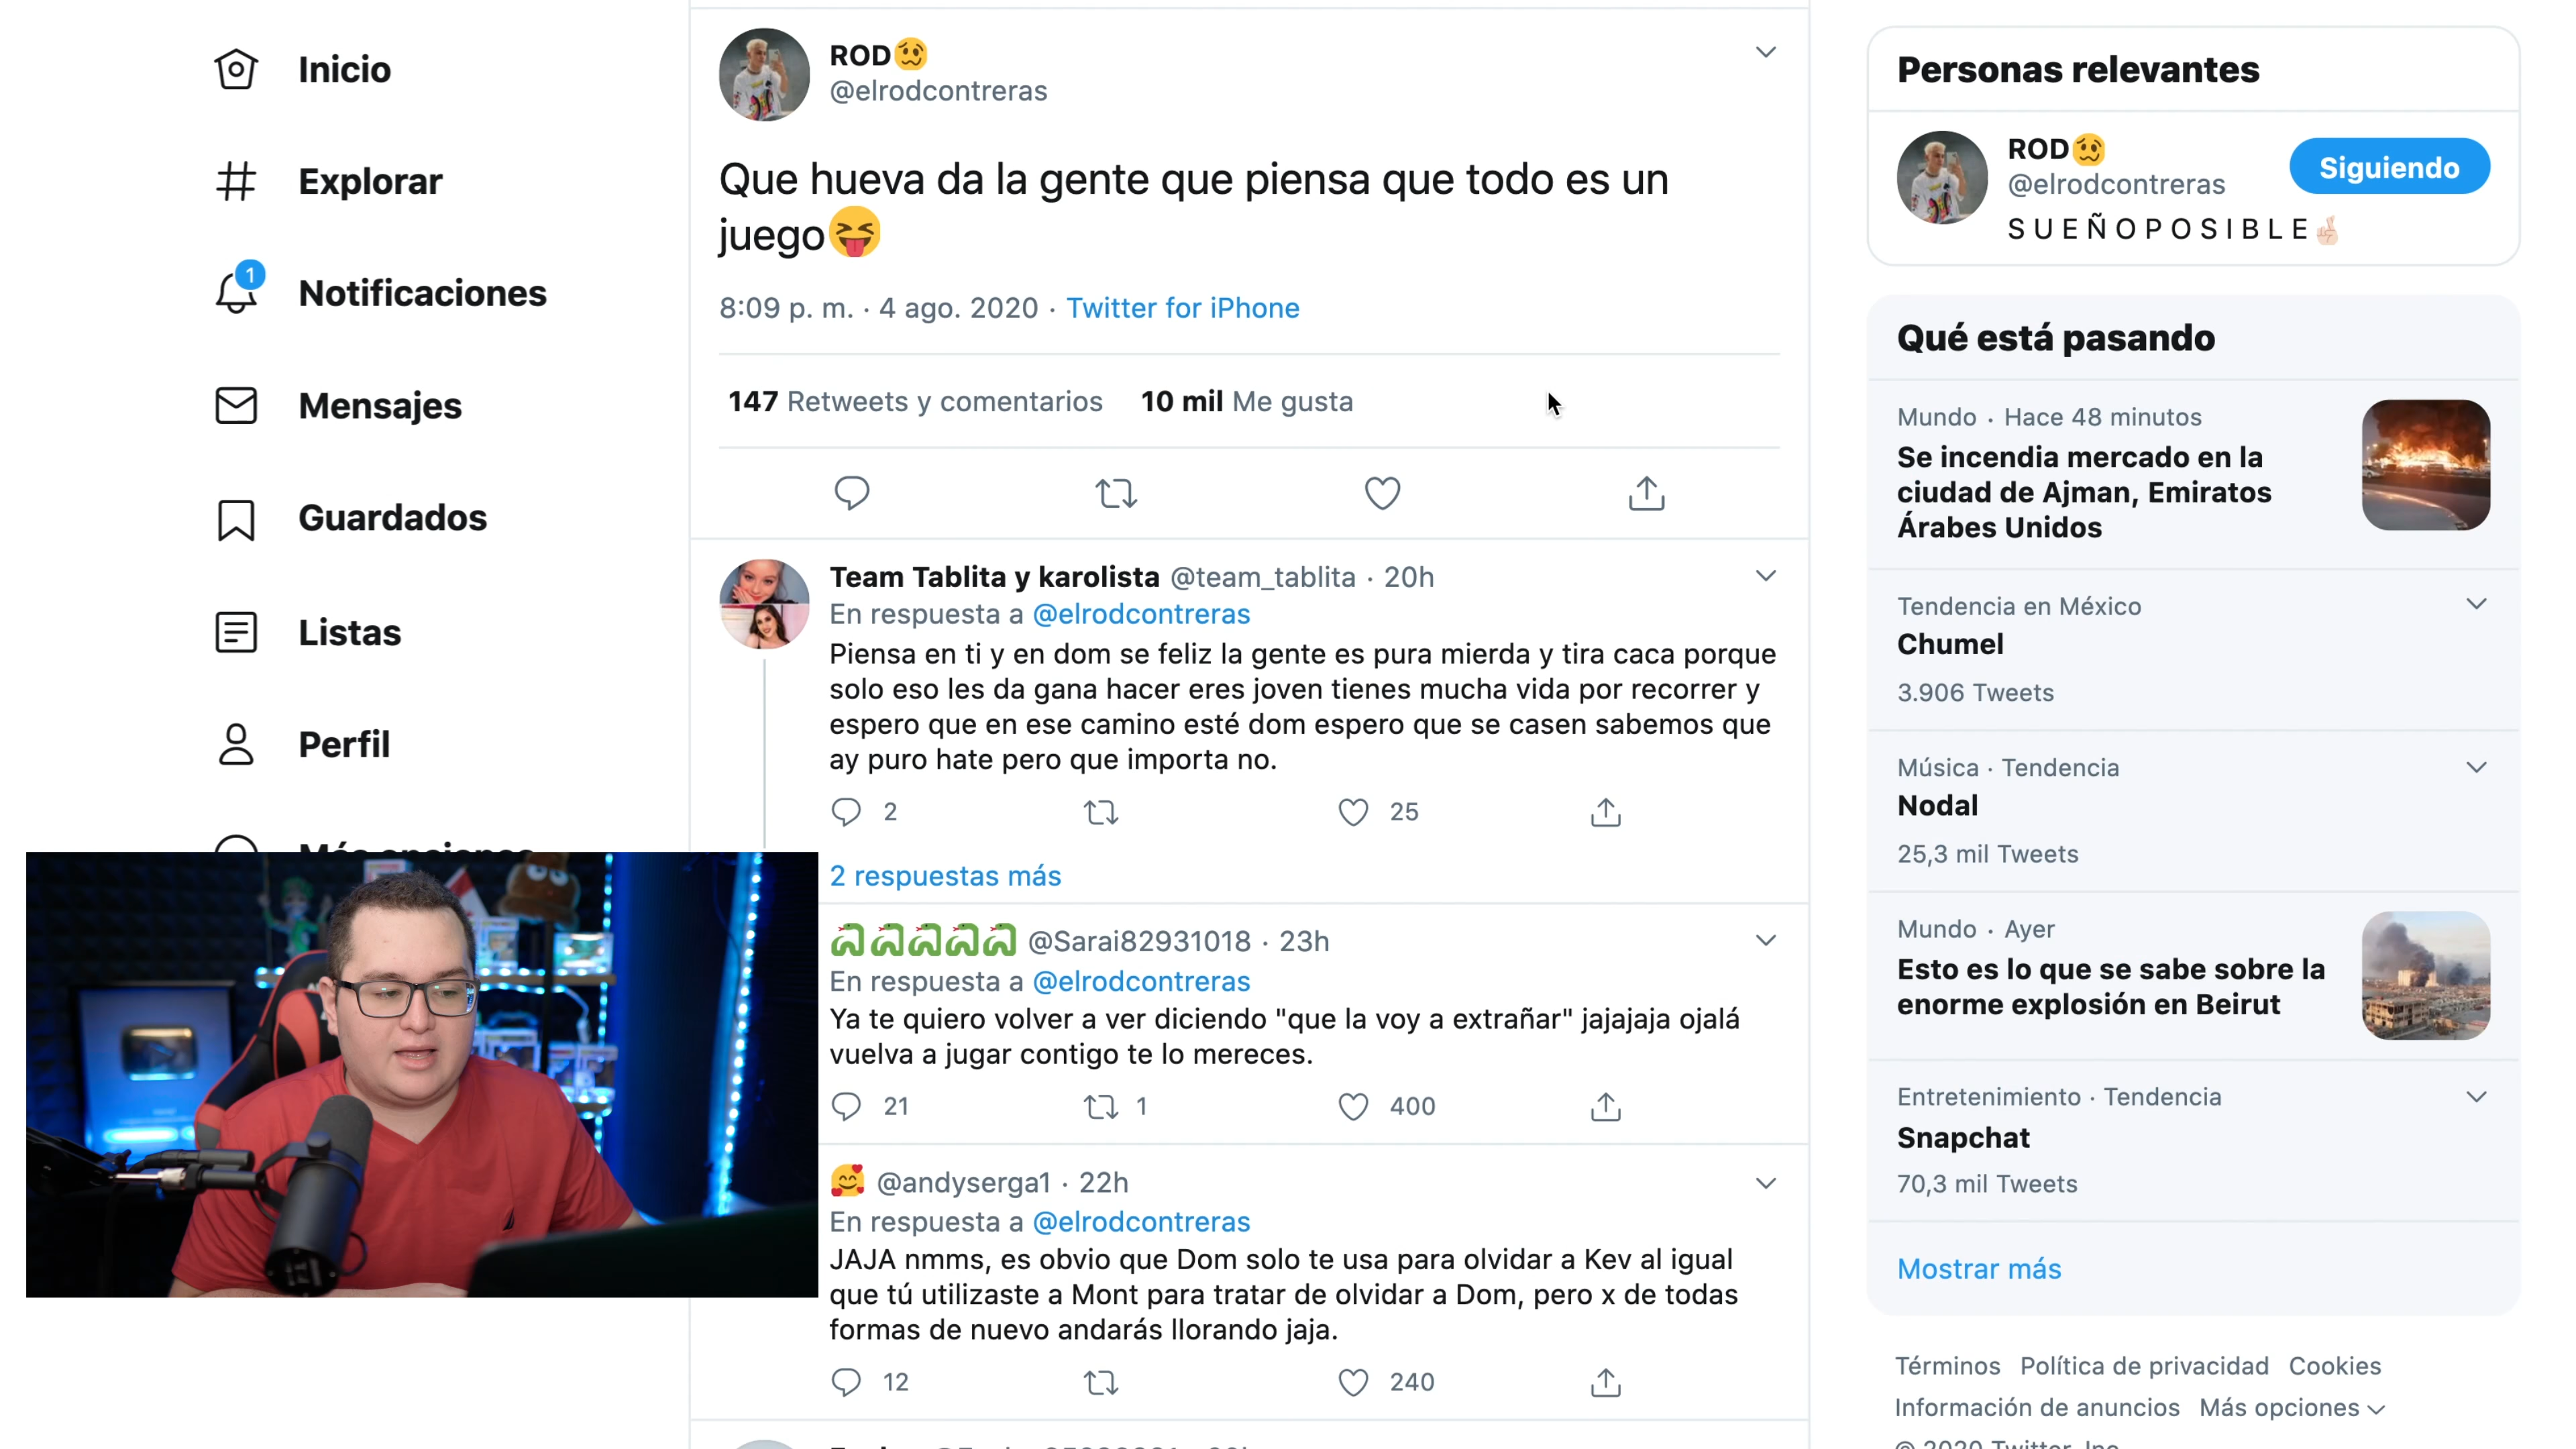 Inicio
Explorar
1
Notificaciones
Mensajes
Guardados
Listas
Perfil
Más opciones
ROD🥴
@elrodcontreras
Que hueva da la gente que piensa que todo es un
juego😝
8:09 p. m. · 4 ago. 2020 · Twitter for iPhone
147 Retweets y comentarios 10 mil Me gusta
Team Tablita y karolista @team_tablita · 20h
En respuesta a @elrodcontreras
Piensa en ti y en dom se feliz la gente es pura mierda y tira caca porque
solo eso les da gana hacer eres joven tienes mucha vida por recorrer y
espero que en ese camino esté dom espero que se casen sabemos que
ay puro hate pero que importa no.
2 25
2 respuestas más
🐍🐍🐍🐍🐍 @Sarai82931018 · 23h
En respuesta a @elrodcontreras
Ya te quiero volver a ver diciendo "que la voy a extrañar" jajajaja ojalá
vuelva a jugar contigo te lo mereces.
21 1 400
🥰 @andyserga1 · 22h
En respuesta a @elrodcontreras
JAJA nmms, es obvio que Dom solo te usa para olvidar a Kev al igual
que tú utilizaste a Mont para tratar de olvidar a Dom, pero x de todas
formas de nuevo andarás llorando jaja.
12 240
Personas relevantes
ROD🥴
@elrodcontreras
Siguiendo
S U E Ñ O P O S I B L E🤞🏻
Qué está pasando
Mundo · Hace 48 minutos
Se incendia mercado en la
ciudad de Ajman, Emiratos
Árabes Unidos
Tendencia en México
Chumel
3.906 Tweets
Música · Tendencia
Nodal
25,3 mil Tweets
Mundo · Ayer
Esto es lo que se sabe sobre la
enorme explosión en Beirut
Entretenimiento · Tendencia
Snapchat
70,3 mil Tweets
Mostrar más
Términos Política de privacidad Cookies
Información de anuncios Más opciones
© 2020 Twitter, Inc.